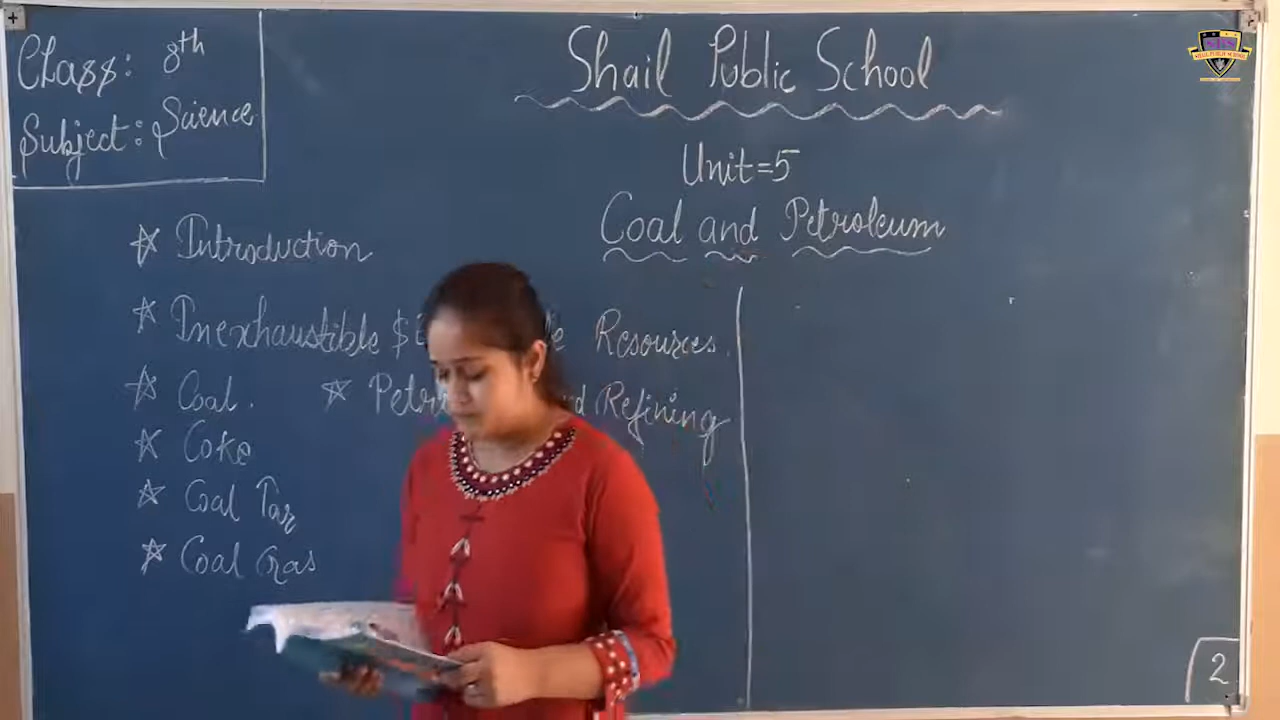 Class: 8th
Subject: Science
Shail Public School
Unit=5
Coal and Petroleum
☆ Introduction
☆ Inexhaustible & Resources.
☆ Coal. ☆ Refining
☆ Coke
☆ Coal Tar
☆ Coal Gas
2